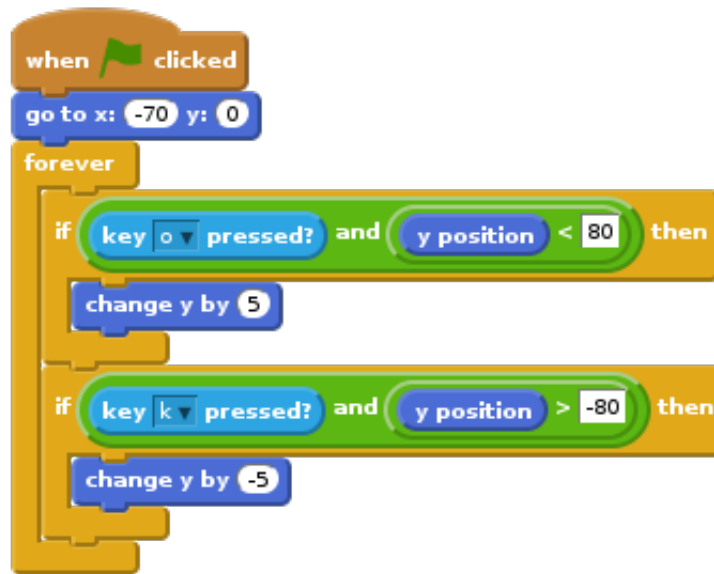 when clicked
go to x: -70 y: 0
forever
if key o pressed? and y position < 80 then
change y by 5
if key k pressed? and y position > -80 then
change y by -5